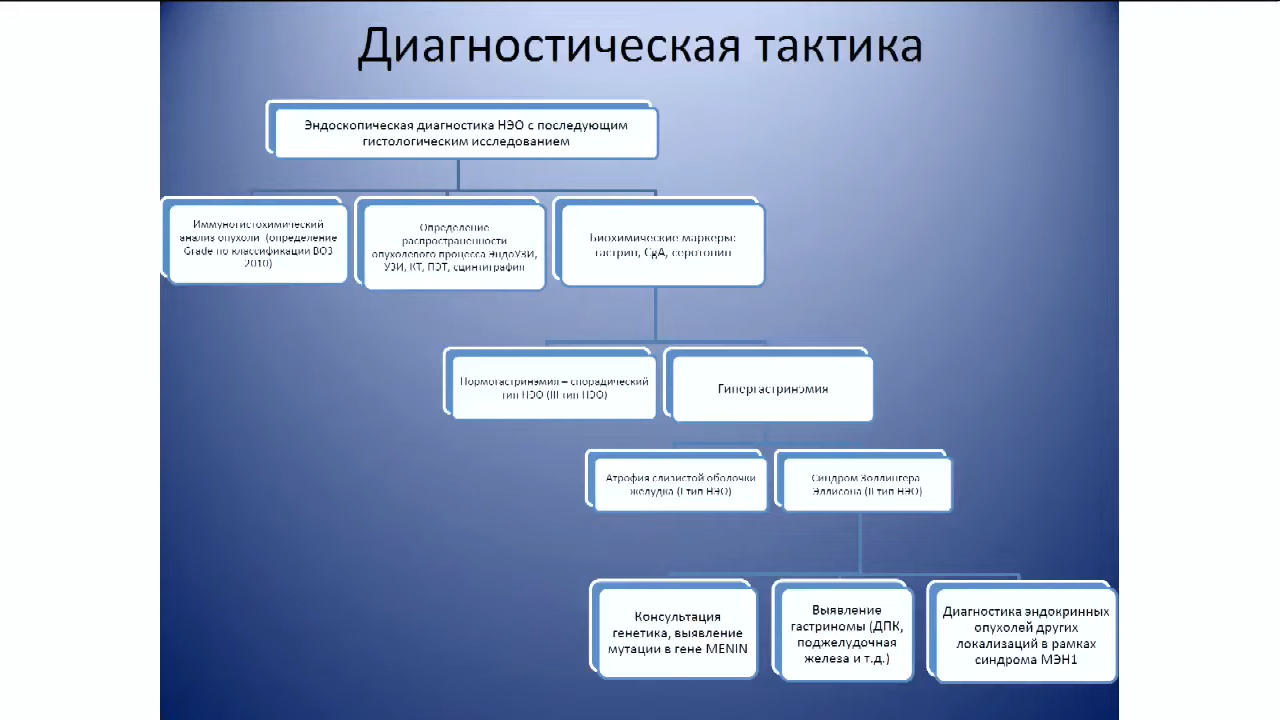 Диагностическая тактика
Эндоскопическая диагностика НЭО с последующим
гистологическим исследованием
Иммуногистохимический
анализ опухоли (определение
Grade по классификации ВОЗ
2010)
Определение
распространенности
опухолевого процесса ЭндоУЗИ,
УЗИ, КТ, ПЭТ, сцинтиграфия
Биохимические маркеры:
гастрин, CgA, серотонин
Нормогастринэмия – спорадический
тип НЭО (III тип НЭО)
Гипергастринэмия
Атрофия слизистой оболочки
желудка (I тип НЭО)
Синдром Золлингера
Эллисона (II тип НЭО)
Консультация
генетика, выявление
мутации в гене MENIN
Выявление
гастриномы (ДПК,
поджелудочная
железа и т.д.)
Диагностика эндокринных
опухолей других
локализаций в рамках
синдрома МЭН1